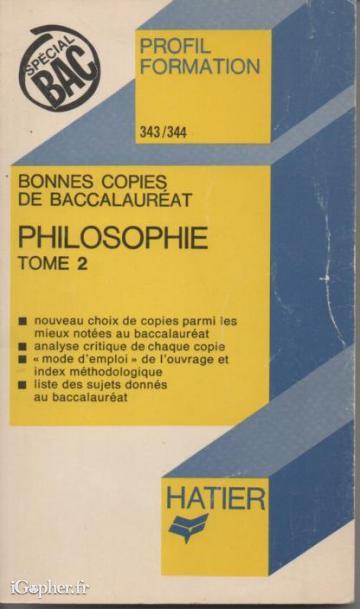 SPÉCIAL
BAC
PROFIL
FORMATION
343/344
BONNES COPIES
DE BACCALAURÉAT
PHILOSOPHIE
TOME 2
■ nouveau choix de copies parmi les
mieux notées au baccalauréat
■ analyse critique de chaque copie
■ « mode d'emploi » de l'ouvrage et
index méthodologique
■ liste des sujets donnés
au baccalauréat
HATIER
iGopher.fr